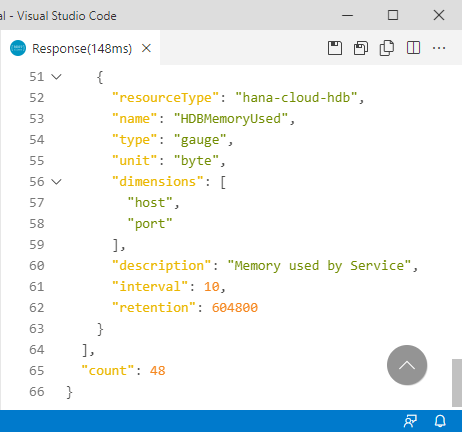 al - Visual Studio Code
Response(148ms)
51 {
52 "resourceType": "hana-cloud-hdb",
53 "name": "HDBMemoryUsed",
54 "type": "gauge",
55 "unit": "byte",
56 "dimensions": [
57 "host",
58 "port"
59 ],
60 "description": "Memory used by Service",
61 "interval": 10,
62 "retention": 604800
63 }
64 ],
65 "count": 48
66 }